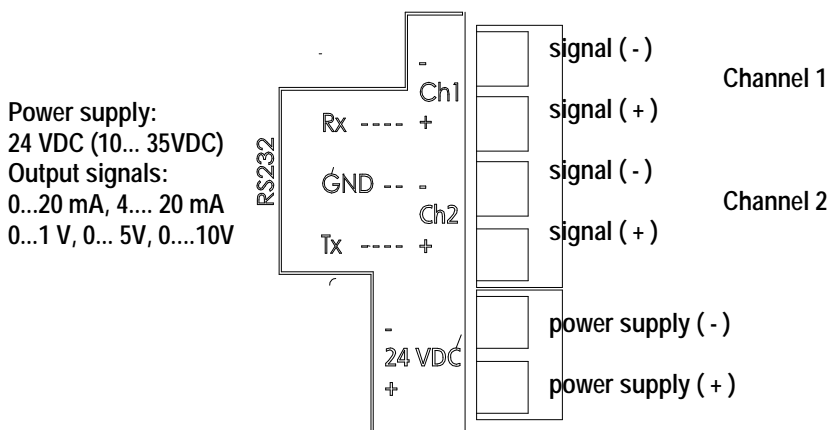 Power supply:
24 VDC (10... 35VDC)
Output signals:
0...20 mA, 4.... 20 mA
0...1 V, 0... 5V, 0....10V
RS232
-
Ch1
Rx ---- +
GND -- -
Ch2
Tx ---- +
-
24 VDC
+
signal ( - )
Channel 1
signal ( + )
signal ( - )
Channel 2
signal ( + )
power supply ( - )
power supply ( + )